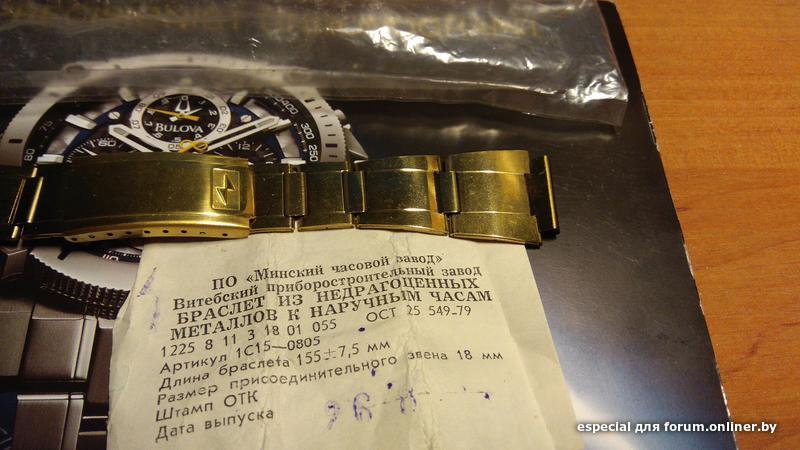 BULOVA
ПО «Минский часовой завод»
Витебский приборостроительный завод
БРАСЛЕТ ИЗ НЕДРАГОЦЕННЫХ
МЕТАЛЛОВ К НАРУЧНЫМ ЧАСАМ
1225 8 11 3 18 01 055 ОСТ 25 549-79
Артикул 1С15—0805
Длина браслета 155±7,5 мм
Размер присоединительного звена 18 мм
Штамп ОТК
Дата выпуска
especial для forum.onliner.by